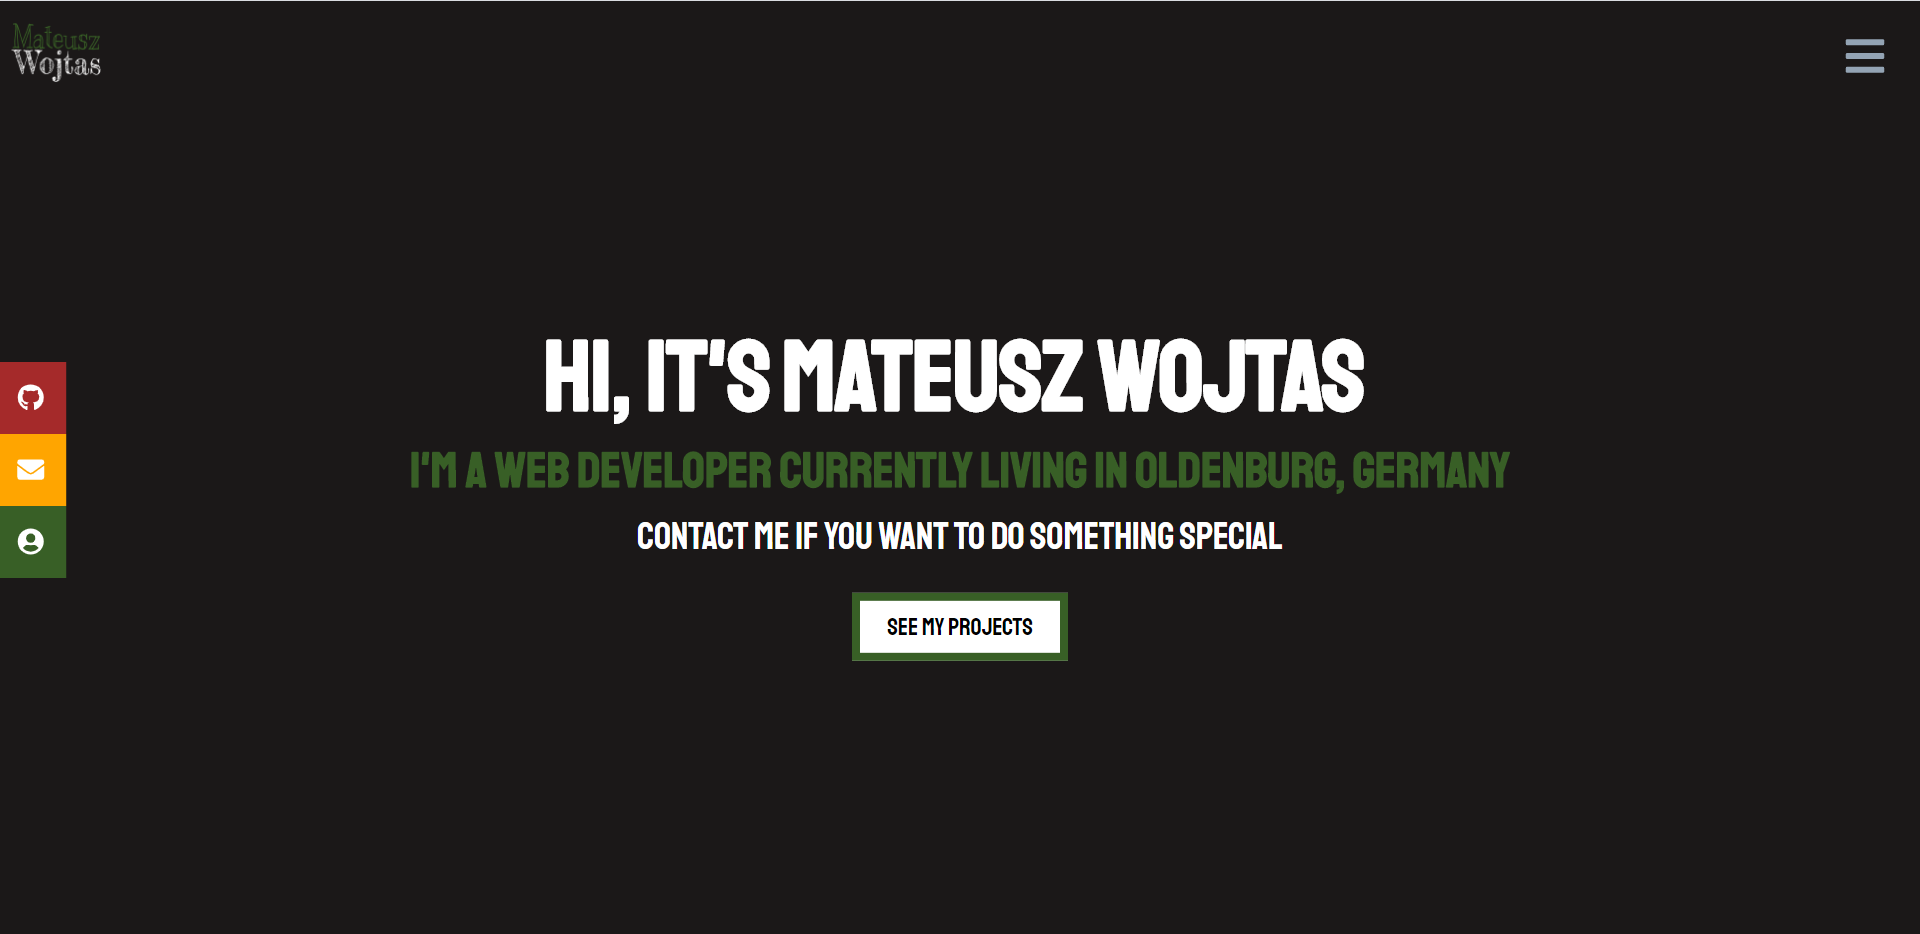 Mateusz
Wojtas
HI, IT'S MATEUSZ WOJTAS
I'M A WEB DEVELOPER CURRENTLY LIVING IN OLDENBURG, GERMANY
CONTACT ME IF YOU WANT TO DO SOMETHING SPECIAL
SEE MY PROJECTS